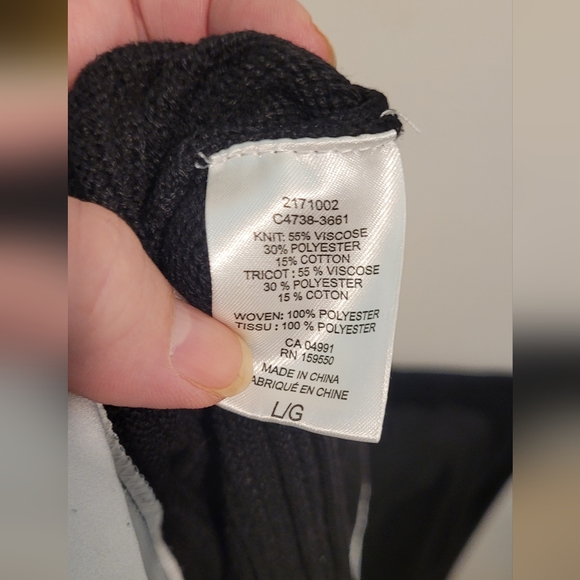 2171002
C4738-3661
KNIT: 55% VISCOSE
30% POLYESTER
15% COTTON
TRICOT : 55 % VISCOSE
30 % POLYESTER
15 % COTON
WOVEN: 100% POLYESTER
TISSU : 100 % POLYESTER
CA 04991
RN 159550
MADE IN CHINA
ABRIQUÉ EN CHINE
L/G